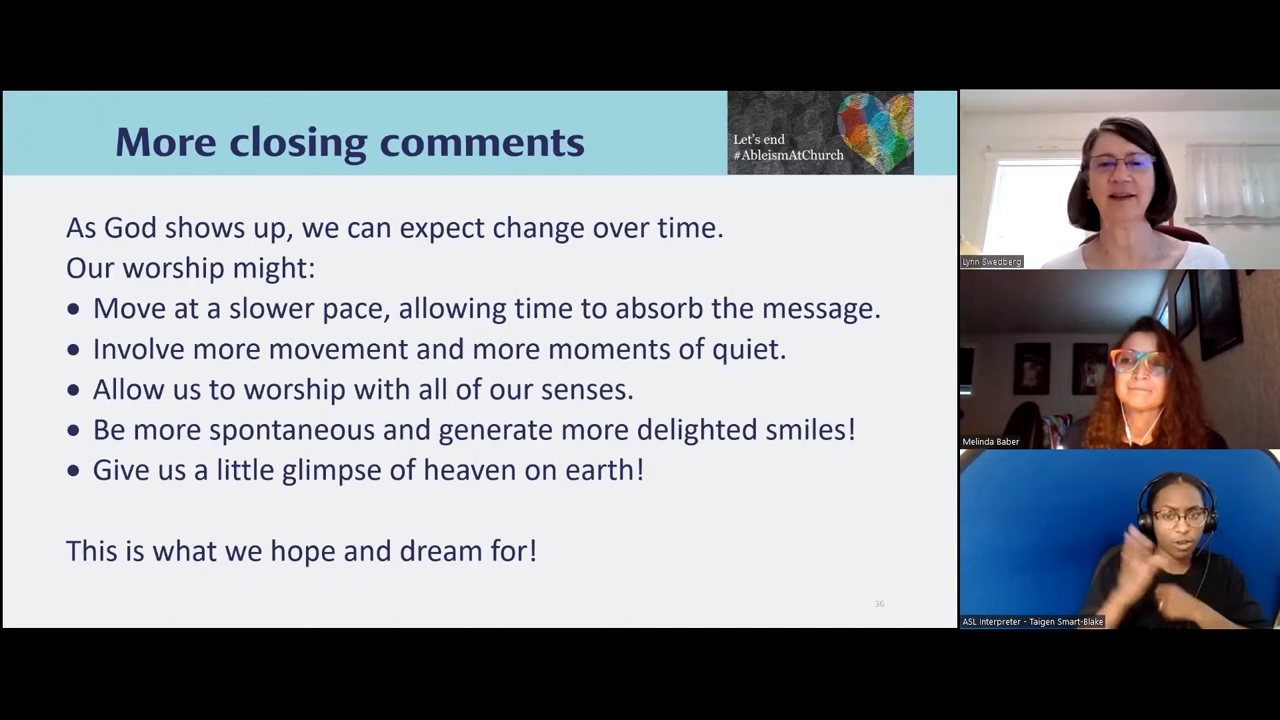 More closing comments
Let's end
#AbleismAtChurch
As God shows up, we can expect change over time.
Our worship might:
• Move at a slower pace, allowing time to absorb the message.
• Involve more movement and more moments of quiet.
• Allow us to worship with all of our senses.
• Be more spontaneous and generate more delighted smiles!
• Give us a little glimpse of heaven on earth!
This is what we hope and dream for!
36
Lynn Swedberg
Melinda Baber
ASL Interpreter - Taigen Smart-Blake